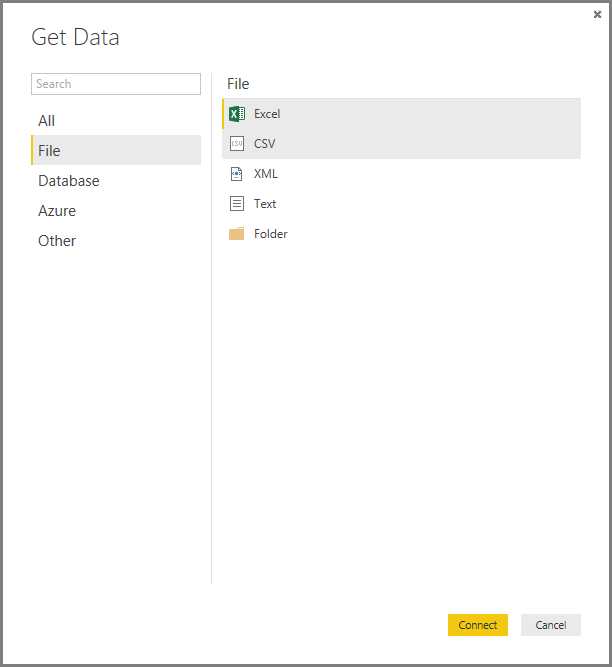 Get Data
Search
All
File
Database
Azure
Other
File
Excel
CSV
XML
Text
Folder
Connect
Cancel